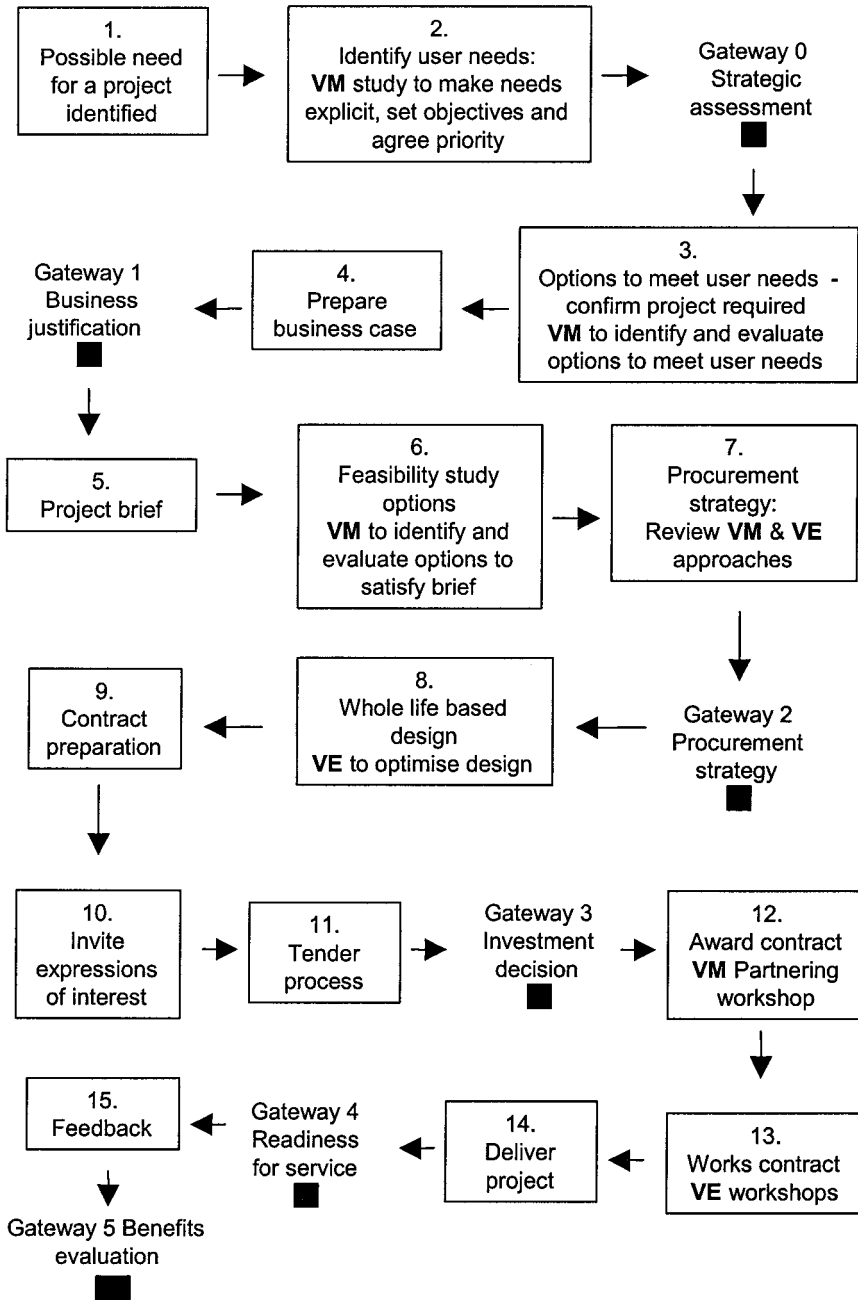 1.
Possible need
for a project
identified
2.
Identify user needs:
VM study to make needs
explicit, set objectives and
agree priority
Gateway 0
Strategic
assessment
3.
Options to meet user needs -
confirm project required
VM to identify and evaluate
options to meet user needs
4.
Prepare
business case
Gateway 1
Business
justification
5.
Project brief
6.
Feasibility study
options
VM to identify and
evaluate options to
satisfy brief
7.
Procurement
strategy:
Review VM & VE
approaches
Gateway 2
Procurement
strategy
8.
Whole life based
design
VE to optimise design
9.
Contract
preparation
10.
Invite
expressions
of interest
11.
Tender
process
Gateway 3
Investment
decision
12.
Award contract
VM Partnering
workshop
13.
Works contract
VE workshops
14.
Deliver
project
Gateway 4
Readiness
for service
15.
Feedback
Gateway 5 Benefits
evaluation